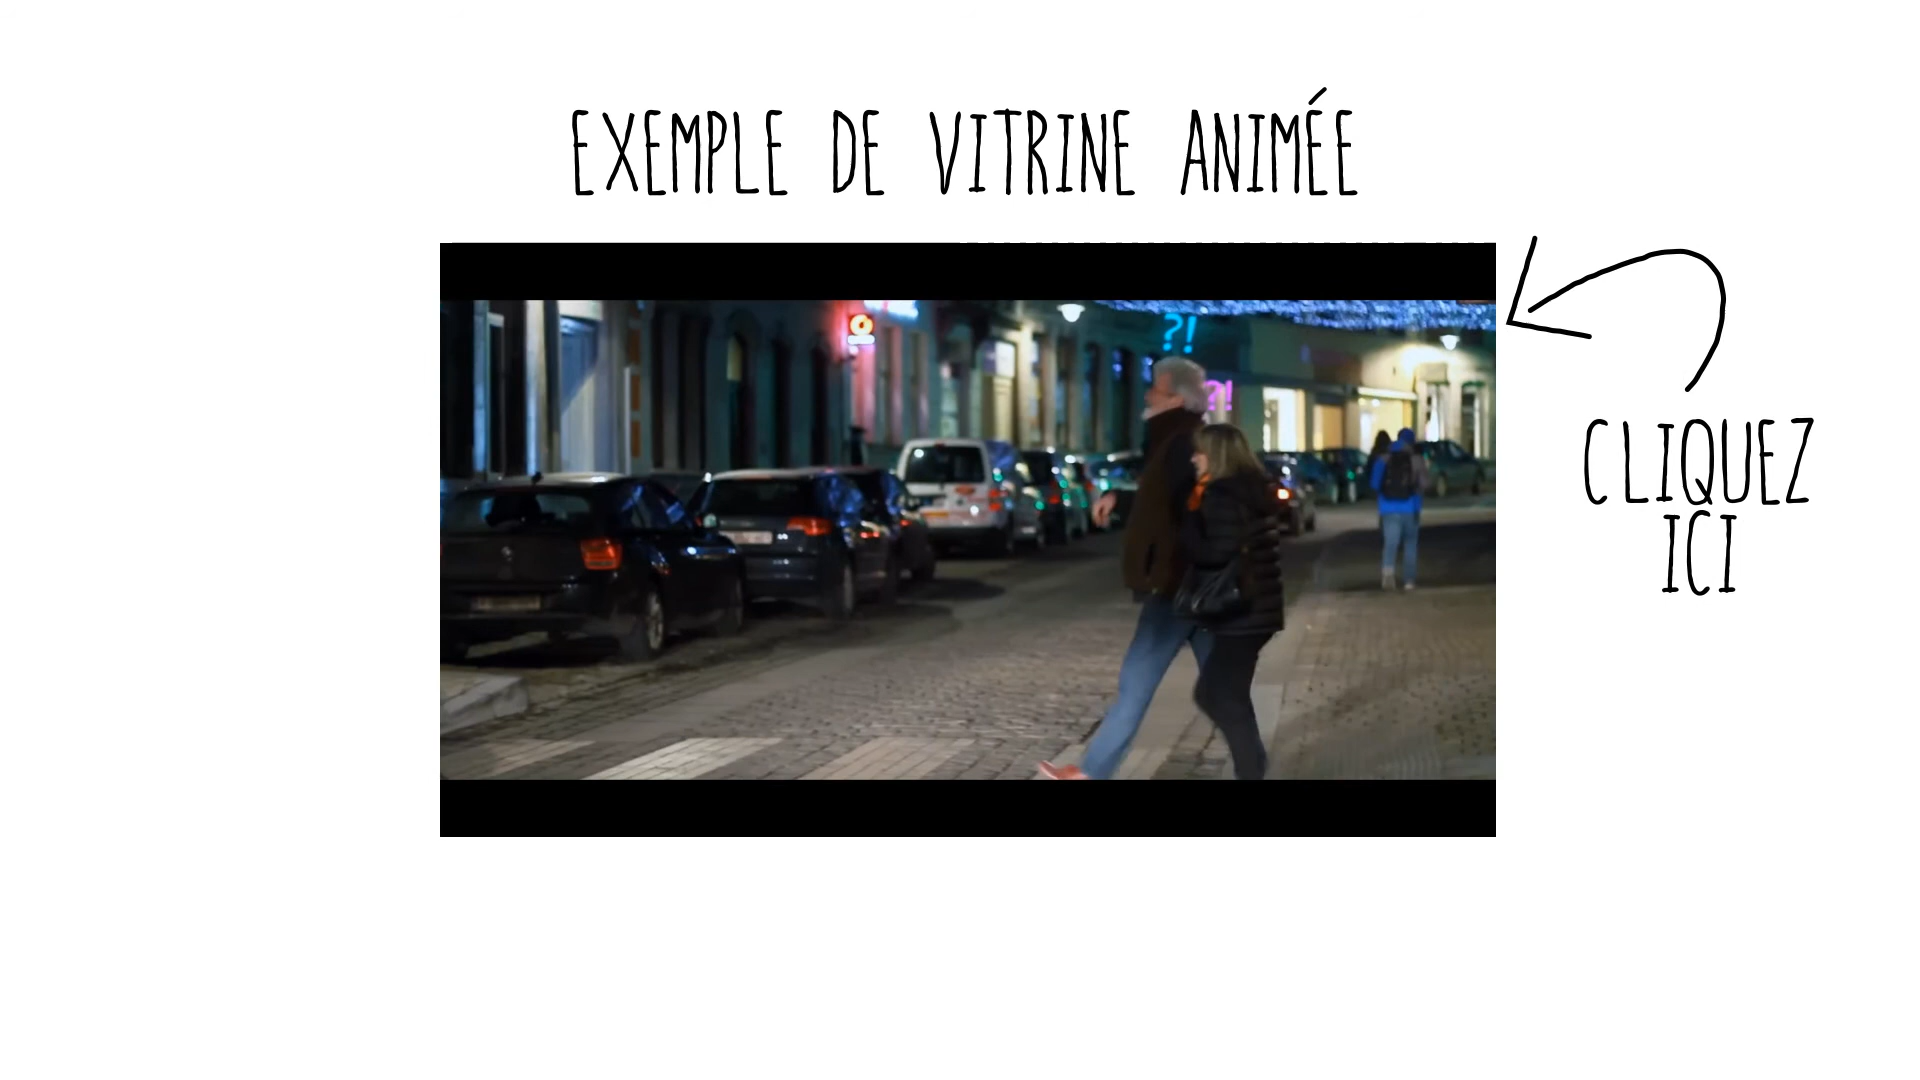 EXEMPLE DE VITRINE ANIMÉE
?!
?!
CLIQUEZ
ICI